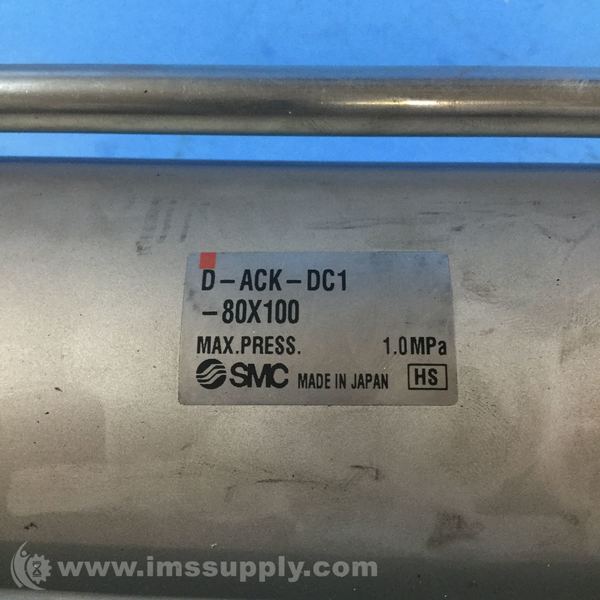 D-ACK-DC1
-80X100
MAX.PRESS. 1.0MPa
SMC MADE IN JAPAN HS
www.imssupply.com